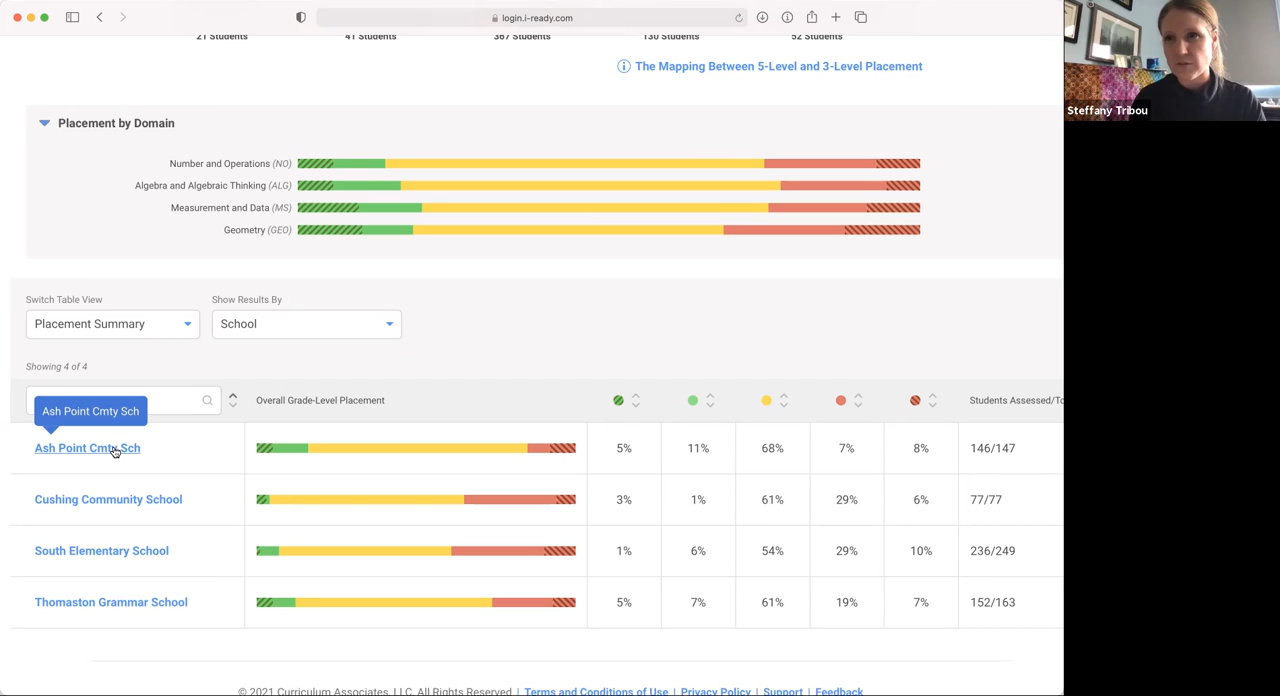 login.i-ready.com
21 Students 41 Students 367 Students 130 Students 52 Students
The Mapping Between 5-Level and 3-Level Placement
Steffany Tribou
Placement by Domain
Number and Operations (NO)
Algebra and Algebraic Thinking (ALG)
Measurement and Data (MS)
Geometry (GEO)
Switch Table View Show Results By
Placement Summary School
Showing 4 of 4
Overall Grade-Level Placement Students Assessed/To
Ash Point Cmty Sch
Ash Point Cmty Sch 5% 11% 68% 7% 8% 146/147
Cushing Community School 3% 1% 61% 29% 6% 77/77
South Elementary School 1% 6% 54% 29% 10% 236/249
Thomaston Grammar School 5% 7% 61% 19% 7% 152/163
© 2021 Curriculum Associates, LLC. All Rights Reserved | Terms and Conditions of Use | Privacy Policy | Support | Feedback